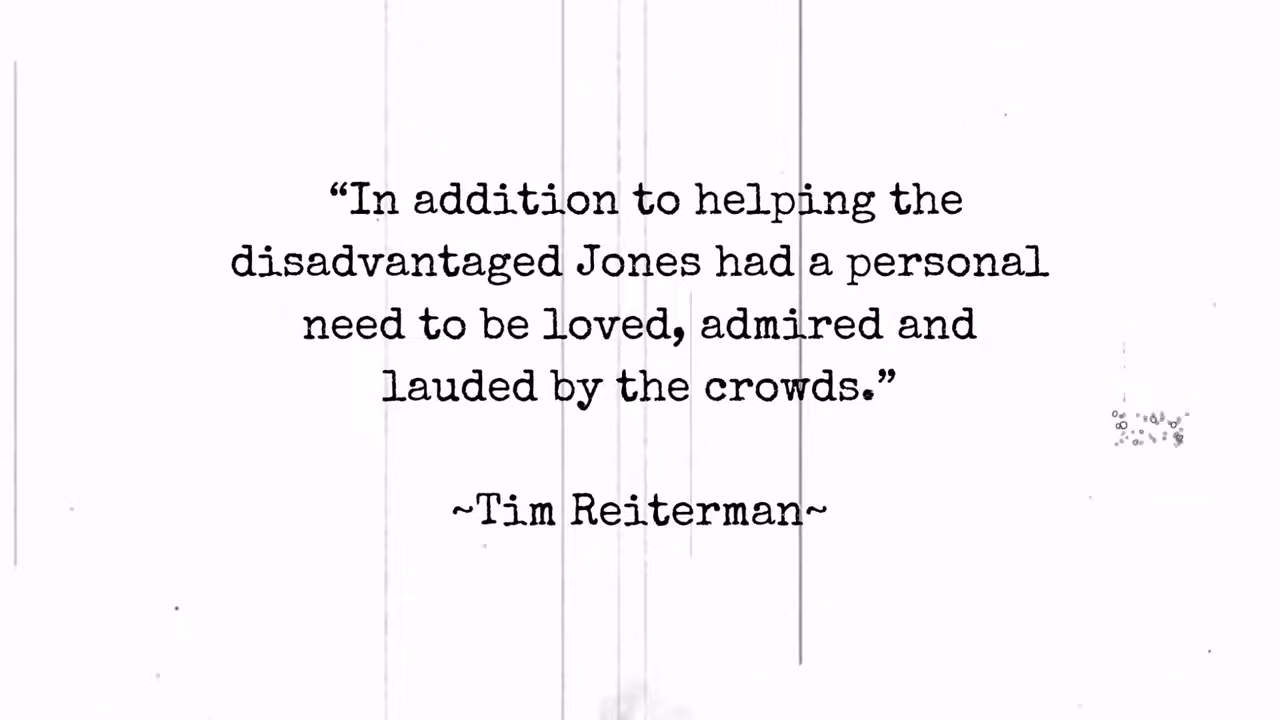 “In addition to helping the
disadvantaged Jones had a personal
need to be loved, admired and
lauded by the crowds.”
~Tim Reiterman~